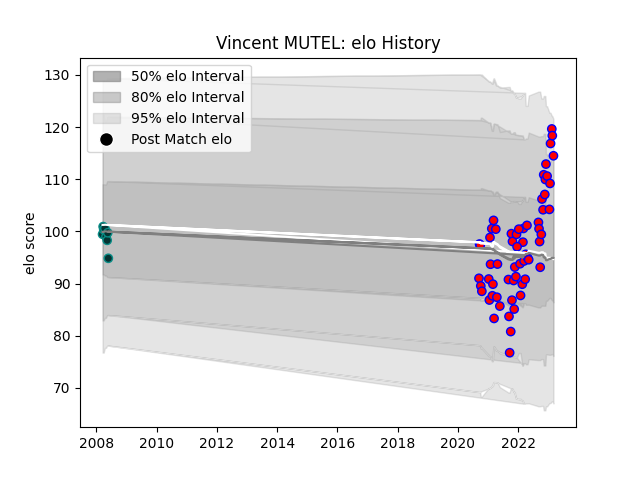 Vincent MUTEL: elo History
50% elo Interval
80% elo Interval
95% elo Interval
Post Match elo
elo score
130
120
110
100
90
80
70
2008 2010 2012 2014 2016 2018 2020 2022